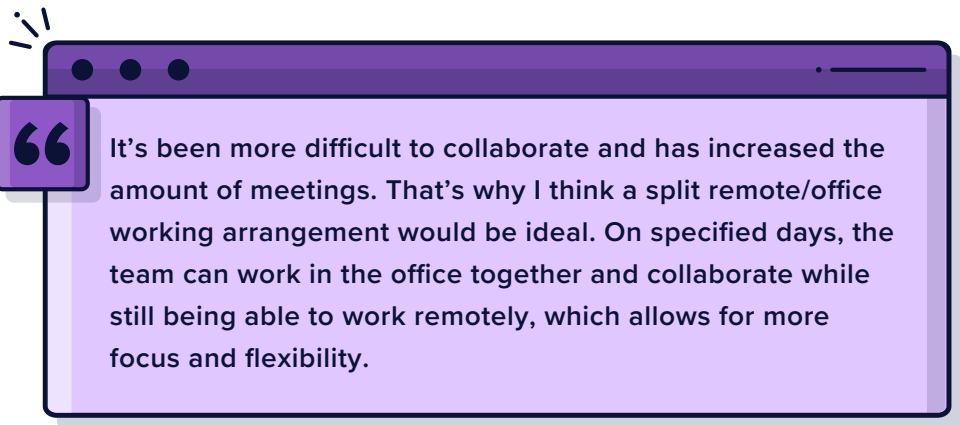 It’s been more difficult to collaborate and has increased the
amount of meetings. That’s why I think a split remote/office
working arrangement would be ideal. On specified days, the
team can work in the office together and collaborate while
still being able to work remotely, which allows for more
focus and flexibility.